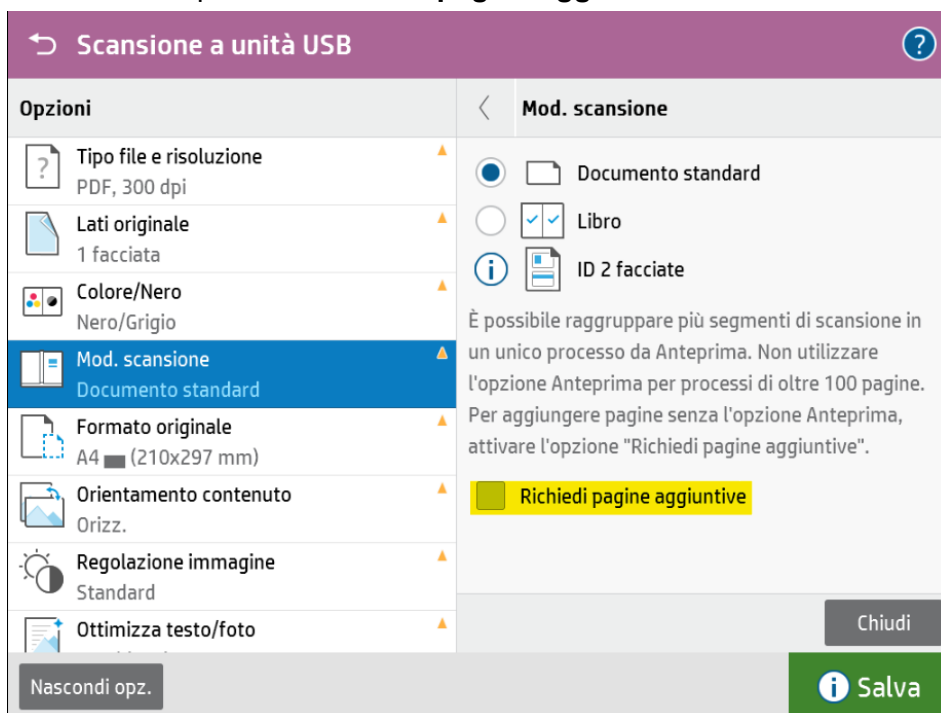 Scansione a unità USB
?
Opzioni
Tipo file e risoluzione
PDF, 300 dpi
Lati originale
1 facciata
Colore/Nero
Nero/Grigio
Mod. scansione
Documento standard
Formato originale
A4 (210x297 mm)
Orientamento contenuto
Orizz.
Regolazione immagine
Standard
Ottimizza testo/foto
Nascondi opz.
Mod. scansione
Documento standard
Libro
ID 2 facciate
È possibile raggruppare più segmenti di scansione in
un unico processo da Anteprima. Non utilizzare
l'opzione Anteprima per processi di oltre 100 pagine.
Per aggiungere pagine senza l'opzione Anteprima,
attivare l'opzione "Richiedi pagine aggiuntive".
Richiedi pagine aggiuntive
Chiudi
Salva